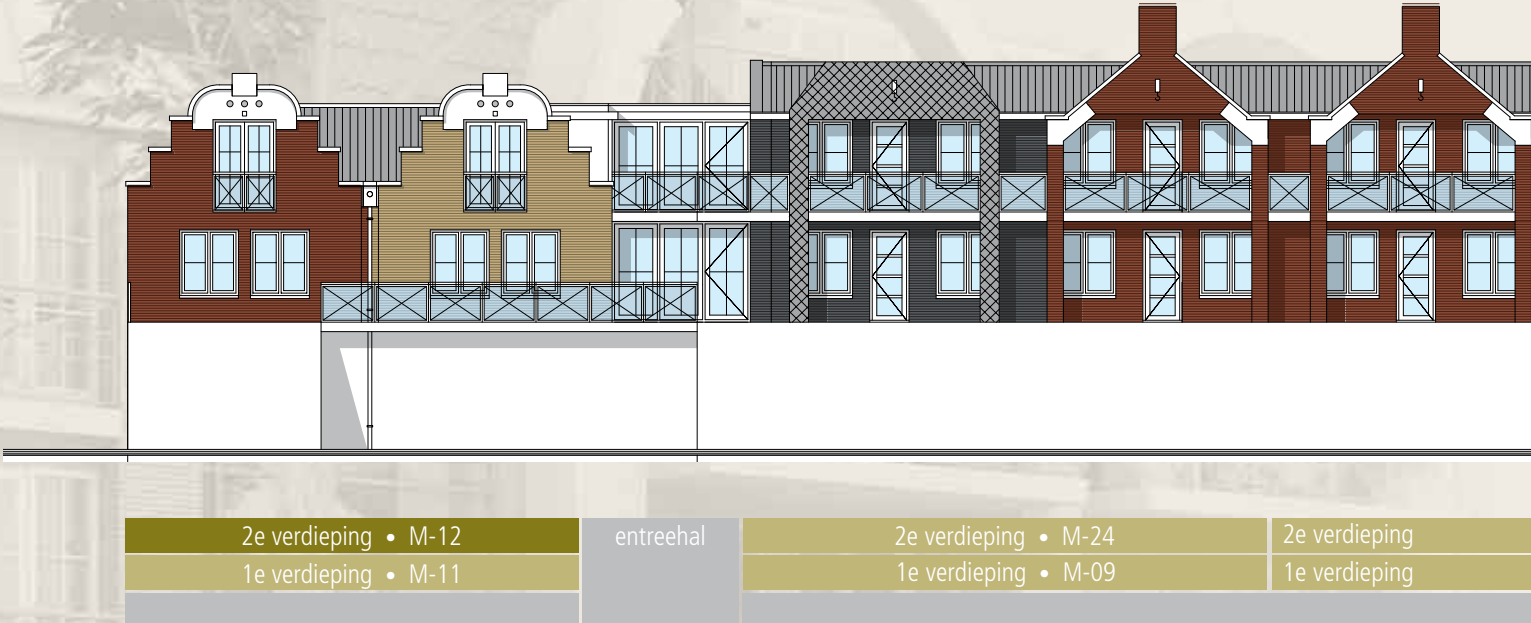 2e verdieping • M-12
1e verdieping • M-11
entreehal
2e verdieping • M-24
1e verdieping • M-09
2e verdieping
1e verdieping